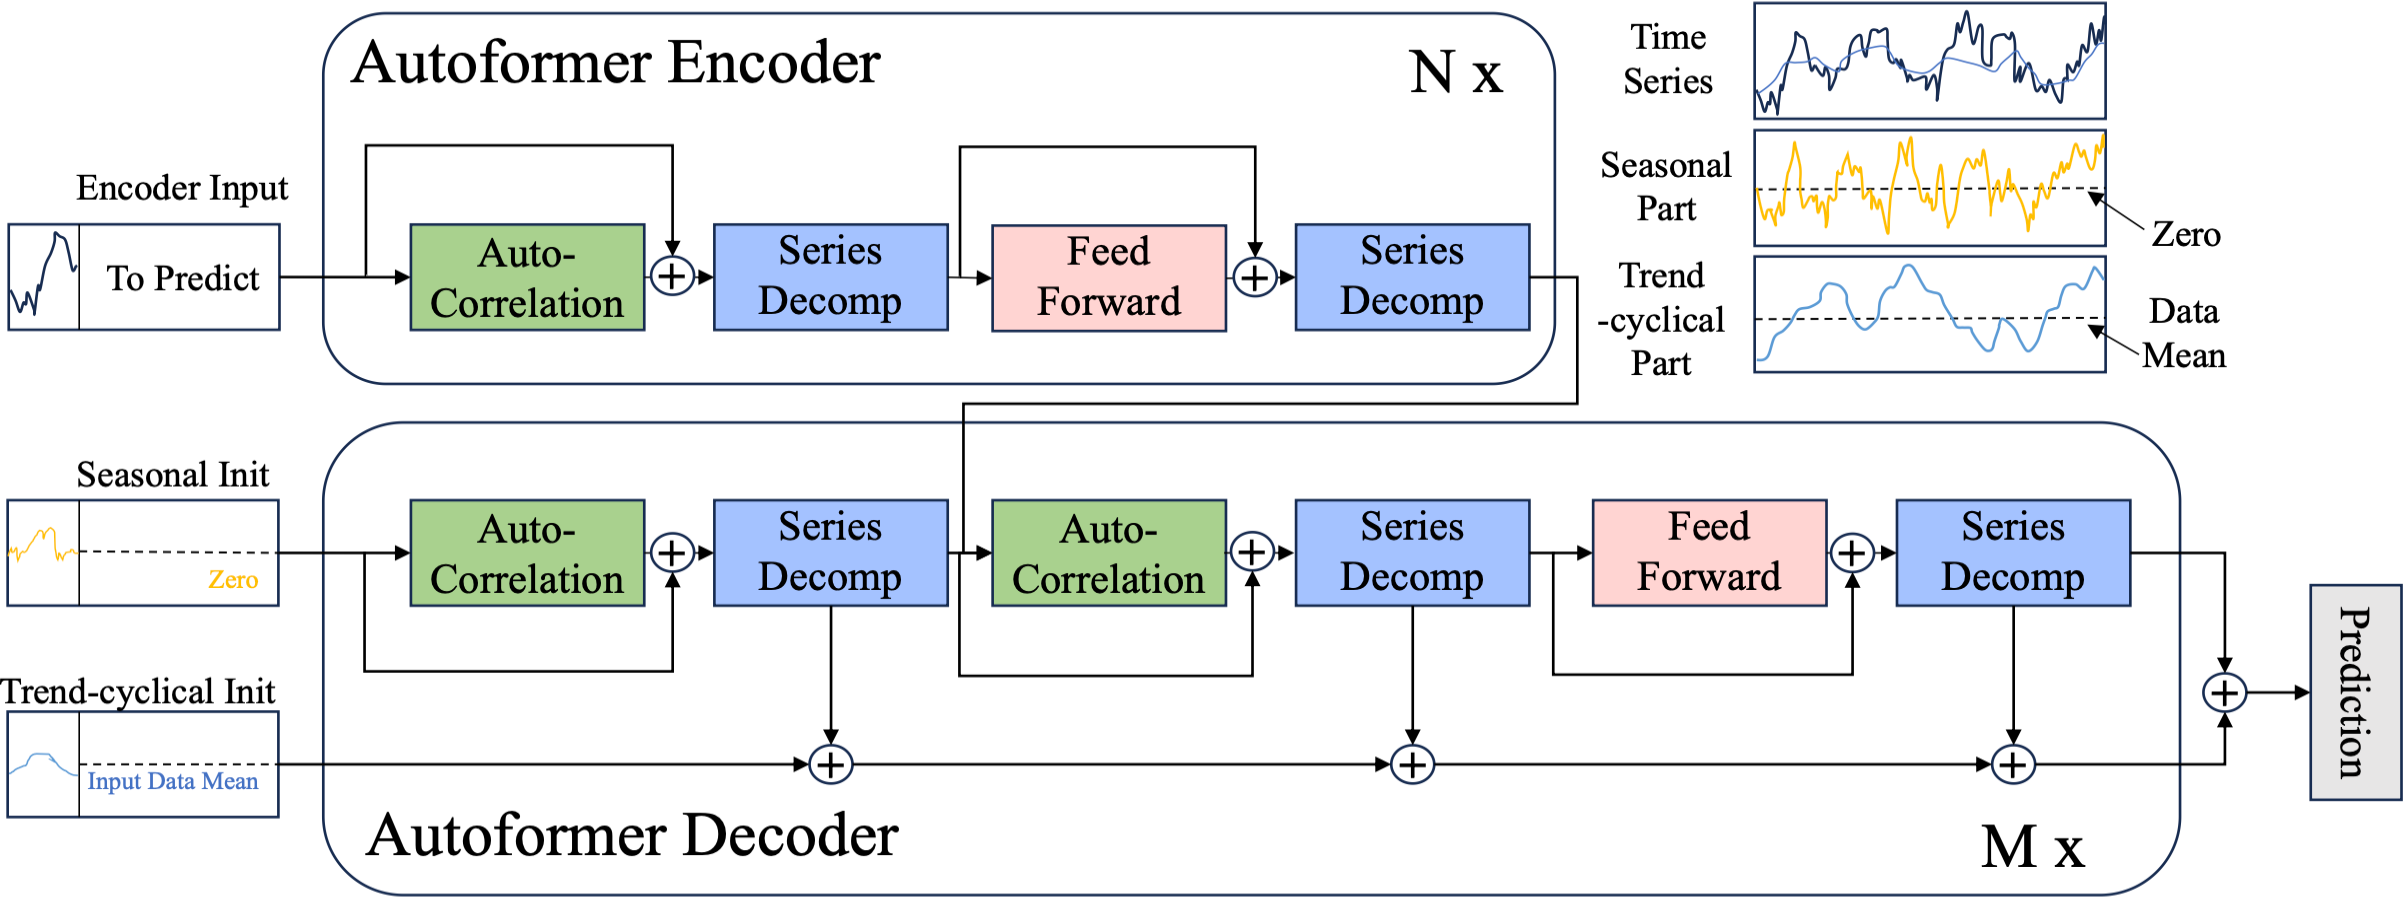 Autoformer Encoder
N x
Encoder Input
To Predict
Auto-
Correlation
Series
Decomp
Feed
Forward
Series
Decomp
Time
Series
Seasonal
Part
Zero
Trend
-cyclical
Part
Data
Mean
Seasonal Init
Zero
Trend-cyclical Init
Input Data Mean
Auto-
Correlation
Series
Decomp
Auto-
Correlation
Series
Decomp
Feed
Forward
Series
Decomp
Prediction
Autoformer Decoder
M x